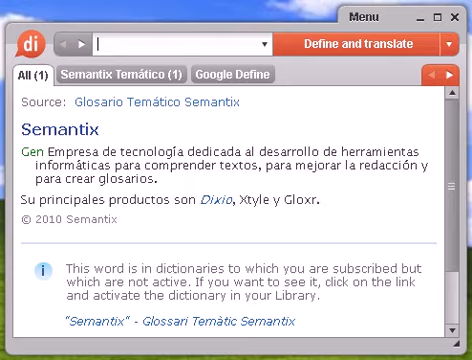 Menu
di
Define and translate
All (1)
Semantix Temático (1)
Google Define
Source: Glosario Temático Semantix
Semantix
Gen Empresa de tecnología dedicada al desarrollo de herramientas
informáticas para comprender textos, para mejorar la redacción y
para crear glosarios.
Su principales productos son Dixio, Xtyle y Gloxr.
© 2010 Semantix
i
This word is in dictionaries to which you are subscribed but
which are not active. If you want to see it, click on the link
and activate the dictionary in your Library.
"Semantix" - Glossari Temàtic Semantix